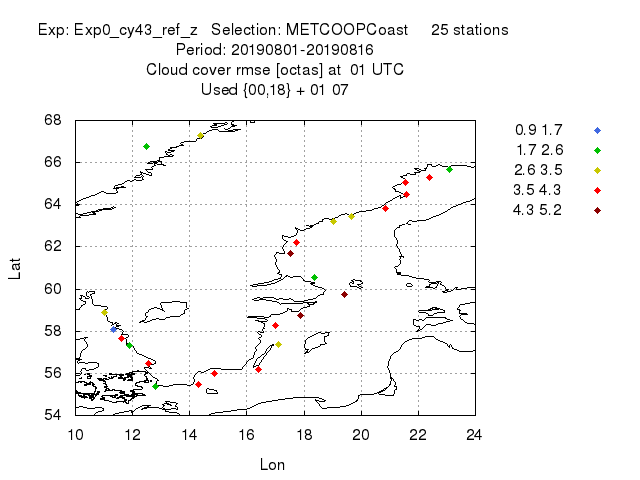 Exp: Exp0_cy43_ref_z   Selection: METCOOPCoast     25 stations
Period: 20190801-20190816
Cloud cover rmse [octas] at  01 UTC
Used {00,18} + 01 07
68
66
64
62
60
58
56
54
Lat
10 12 14 16 18 20 22 24
Lon
0.9 1.7
1.7 2.6
2.6 3.5
3.5 4.3
4.3 5.2